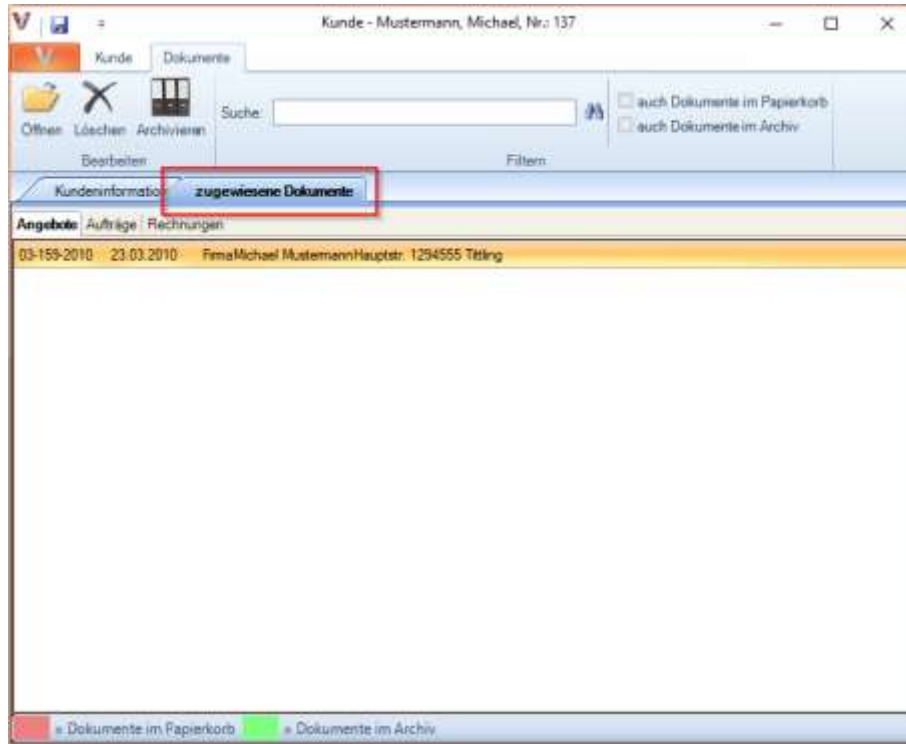 Kunde - Mustermann, Michael, Nr.: 137
Kunde Dokumente
Öffnen Löschen Archivieren
Suche:
auch Dokumente im Papierkorb
auch Dokumente im Archiv
Bearbeiten Filtern
Kundeninformation zugewiesene Dokumente
Angebote Aufträge Rechnungen
03-159-2010 23.03.2010 FirmaMichael MustermannHauptstr. 1294555 Tittling
= Dokumente im Papierkorb = Dokumente im Archiv